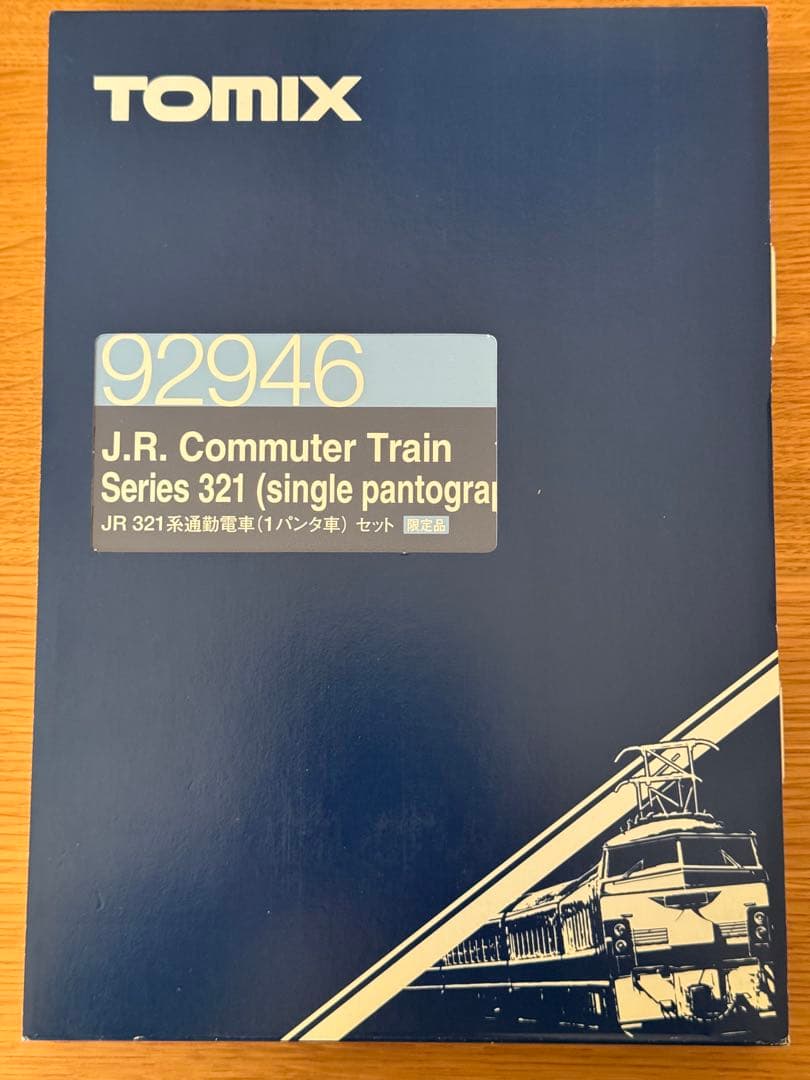 TOMIX
92946
J.R. Commuter Train
Series 321 (single pantogra
JR 321系通勤電車(1パンタ車) セット 限定品